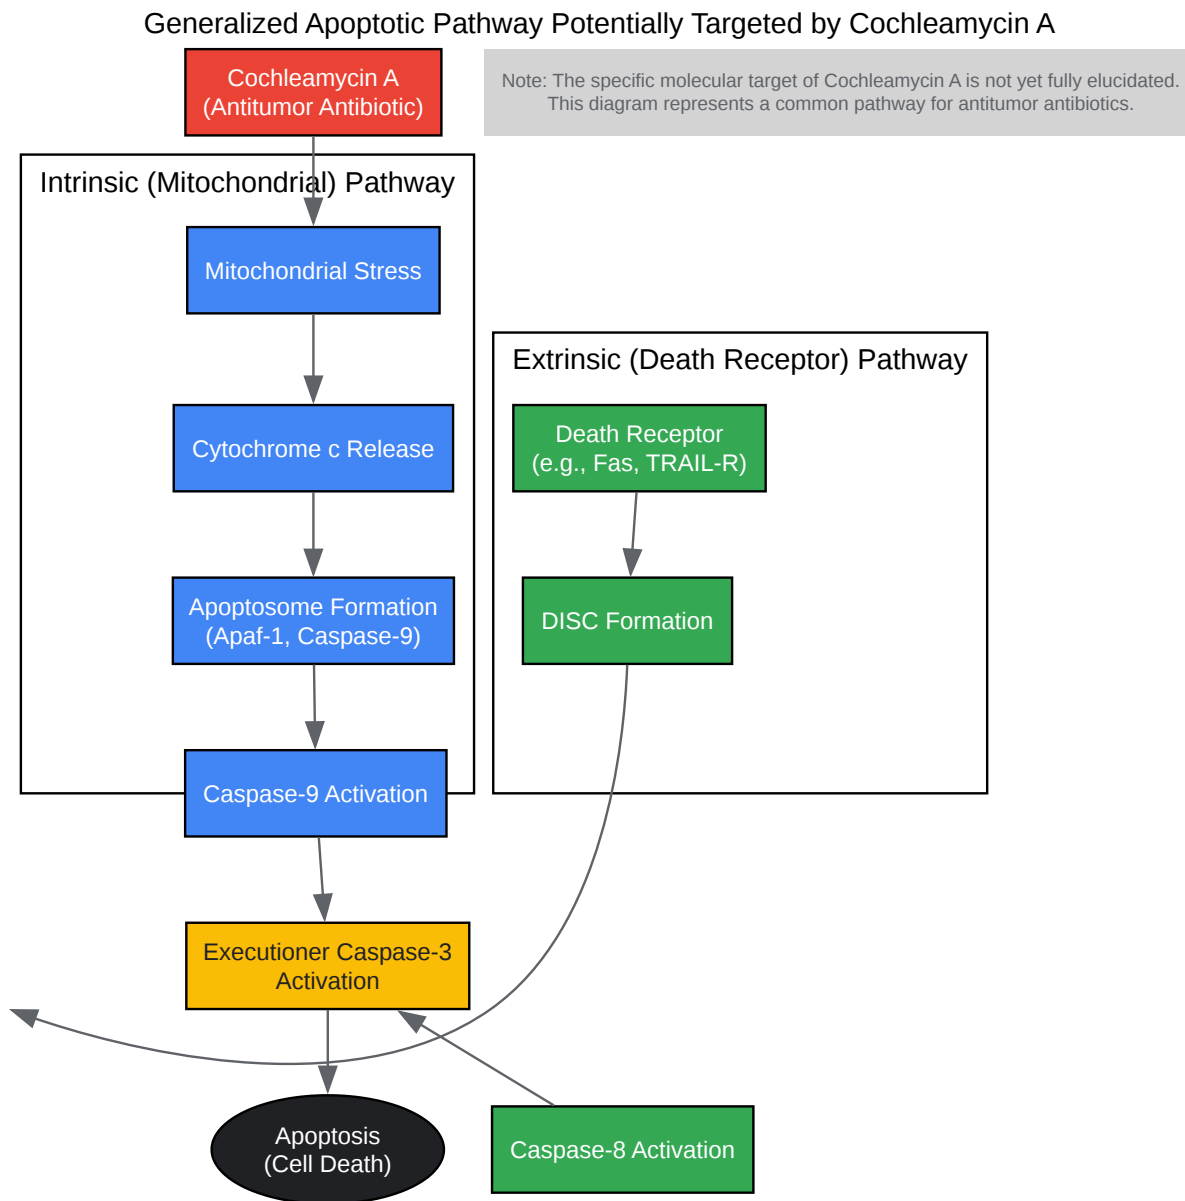 Generalized Apoptotic Pathway Potentially Targeted by Cochleamycin A
Cochleamycin A
(Antitumor Antibiotic)
Note: The specific molecular target of Cochleamycin A is not yet fully elucidated.
This diagram represents a common pathway for antitumor antibiotics.
Intrinsic (Mitochondrial) Pathway
Mitochondrial Stress
Cytochrome c Release
Apoptosome Formation
(Apaf-1, Caspase-9)
Caspase-9 Activation
Extrinsic (Death Receptor) Pathway
Death Receptor
(e.g., Fas, TRAIL-R)
DISC Formation
Executioner Caspase-3
Activation
Apoptosis
(Cell Death)
Caspase-8 Activation